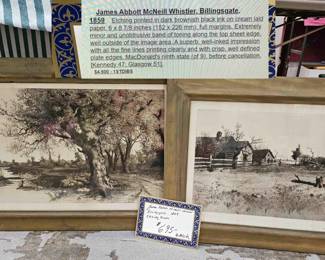 James Abbott McNeill Whistler, Billingsgate,
1859 Etching printed in dark brownish black ink on cream laid
paper, 6 x 8 7/8 inches (152 x 226 mm), full margins. Extremely
minor and unobtrusive band of toning along the top sheet edge,
well outside of the image area. A superb, well-inked impression
with all the fine lines printing clearly and with crisp, well defined
plate edges. MacDonald's ninth state (of 9), before cancellation.
[Kennedy 47; Glasgow 51].
$4,500
1859
$695